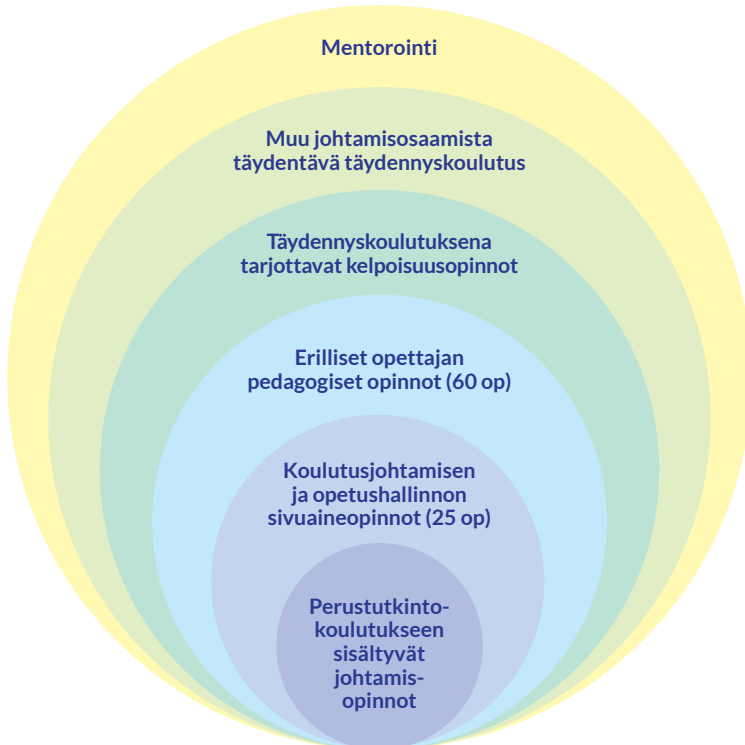 Mentorointi
Muu johtamisosaamista
täydentävä täydennyskoulutus
Täydennyskoulutuksena
tarjottavat kelpoisuusopinnot
Erilliset opettajan
pedagogiset opinnot (60 op)
Koulutusjohtamisen
ja opetushallinnon
sivuaineopinnot (25 op)
Perustutkinto-
koulutukseen
sisältyvät
johtamis-
opinnot